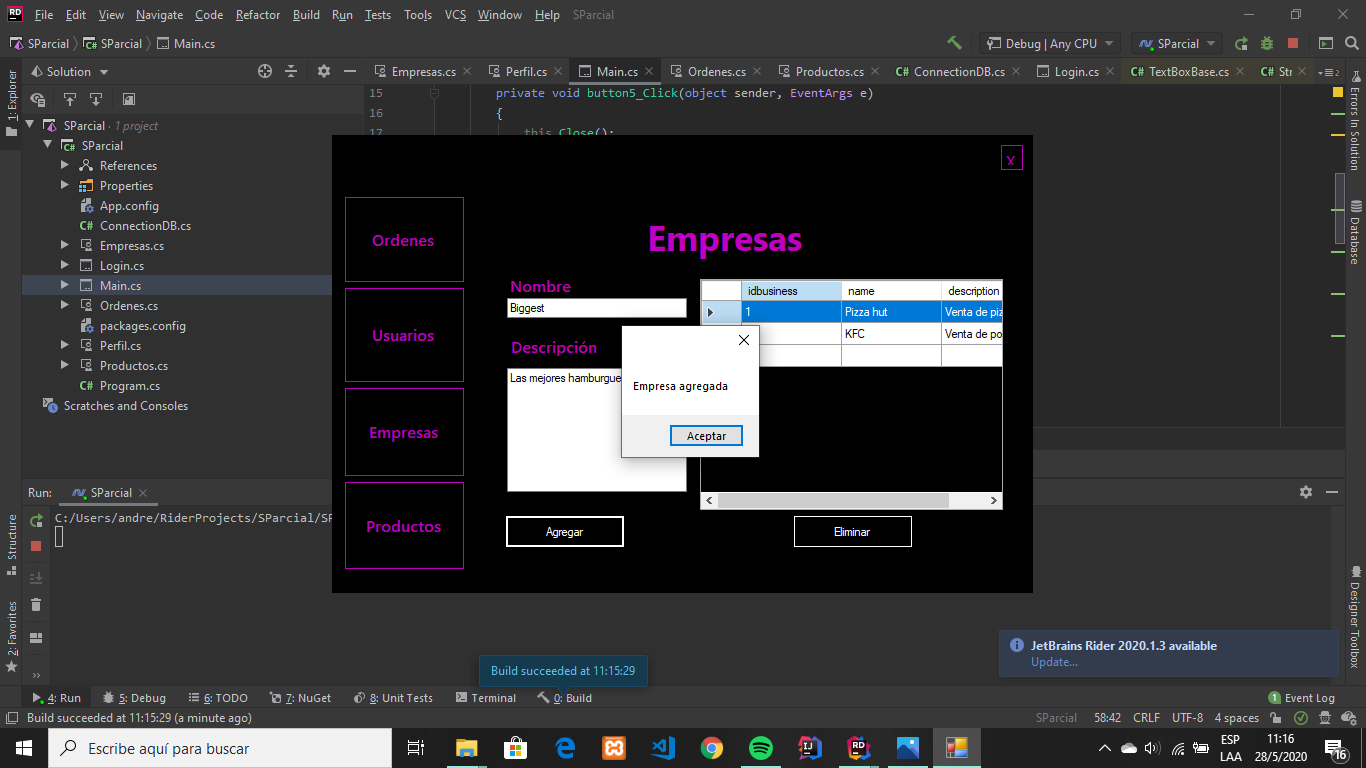 File Edit View Navigate Code Refactor Build Run Tests Tools VCS Window Help SParcial
SParcial SParcial Main.cs Debug | Any CPU SParcial
1: Explorer
Solution
Empresas.cs Perfil.cs Main.cs Ordenes.cs Productos.cs ConnectionDB.cs Login.cs TextBoxBase.cs Str
SParcial · 1 project
SParcial
References
Properties
App.config
ConnectionDB.cs
Empresas.cs
Login.cs
Main.cs
Ordenes.cs
packages.config
Perfil.cs
Productos.cs
Program.cs
Scratches and Consoles
15 private void button5_Click(object sender, EventArgs e)
16 {
17 this.Close();
X
Ordenes
Usuarios
Empresas
Productos
Empresas
Nombre
Biggest
Descripción
Las mejores hamburgue
Agregar
idbusiness name description
1 Pizza hut Venta de piz
KFC Venta de po
Eliminar
Empresa agregada
Aceptar
Errors In Solution
Database
Designer Toolbox
Run: SParcial
C:/Users/andre/RiderProjects/SParcial/SP
Structure
2: Favorites
JetBrains Rider 2020.1.3 available
Update...
Build succeeded at 11:15:29
4: Run 5: Debug 6: TODO 7: NuGet 8: Unit Tests Terminal 0: Build 1 Event Log
Build succeeded at 11:15:29 (a minute ago) SParcial 58:42 CRLF UTF-8 4 spaces
Escribe aquí para buscar
ESP
LAA
11:16
28/5/2020
16